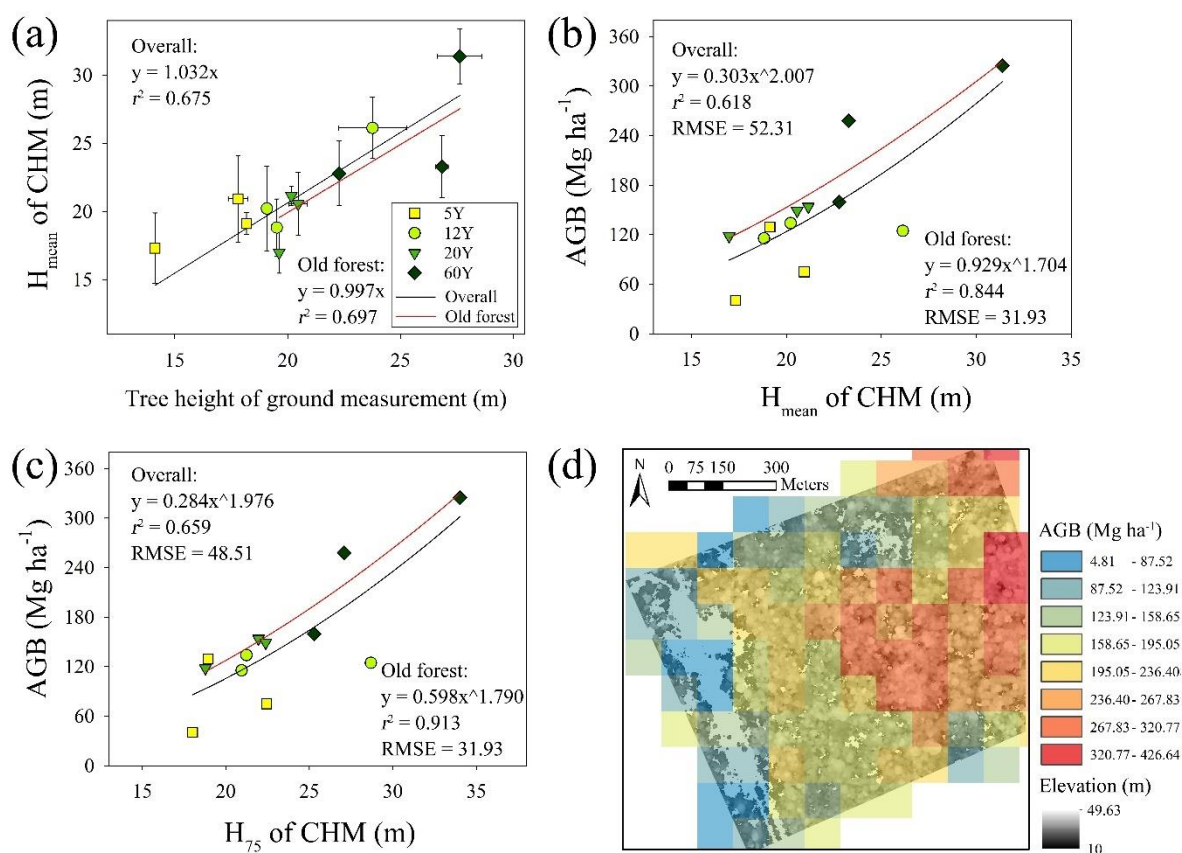 (a)
Overall:
y = 1.032x
r² = 0.675
Old forest:
y = 0.997x
r² = 0.697
5Y
12Y
20Y
60Y
Overall
Old forest
30
25
20
15
H_mean of CHM (m)
15 20 25 30
Tree height of ground measurement (m)
(b)
Overall:
y = 0.303x^2.007
r² = 0.618
RMSE = 52.31
Old forest:
y = 0.929x^1.704
r² = 0.844
RMSE = 31.93
360
300
240
180
120
60
0
AGB (Mg ha⁻¹)
15 20 25 30 35
H_mean of CHM (m)
(c)
Overall:
y = 0.284x^1.976
r² = 0.659
RMSE = 48.51
Old forest:
y = 0.598x^1.790
r² = 0.913
RMSE = 31.93
360
300
240
180
120
60
0
AGB (Mg ha⁻¹)
15 20 25 30 35
H₇₅ of CHM (m)
(d)
N
0 75 150 300
Meters
AGB (Mg ha⁻¹)
4.81 - 87.52
87.52 - 123.91
123.91 - 158.65
158.65 - 195.05
195.05 - 236.40
236.40 - 267.83
267.83 - 320.77
320.77 - 426.64
Elevation (m)
49.63
10